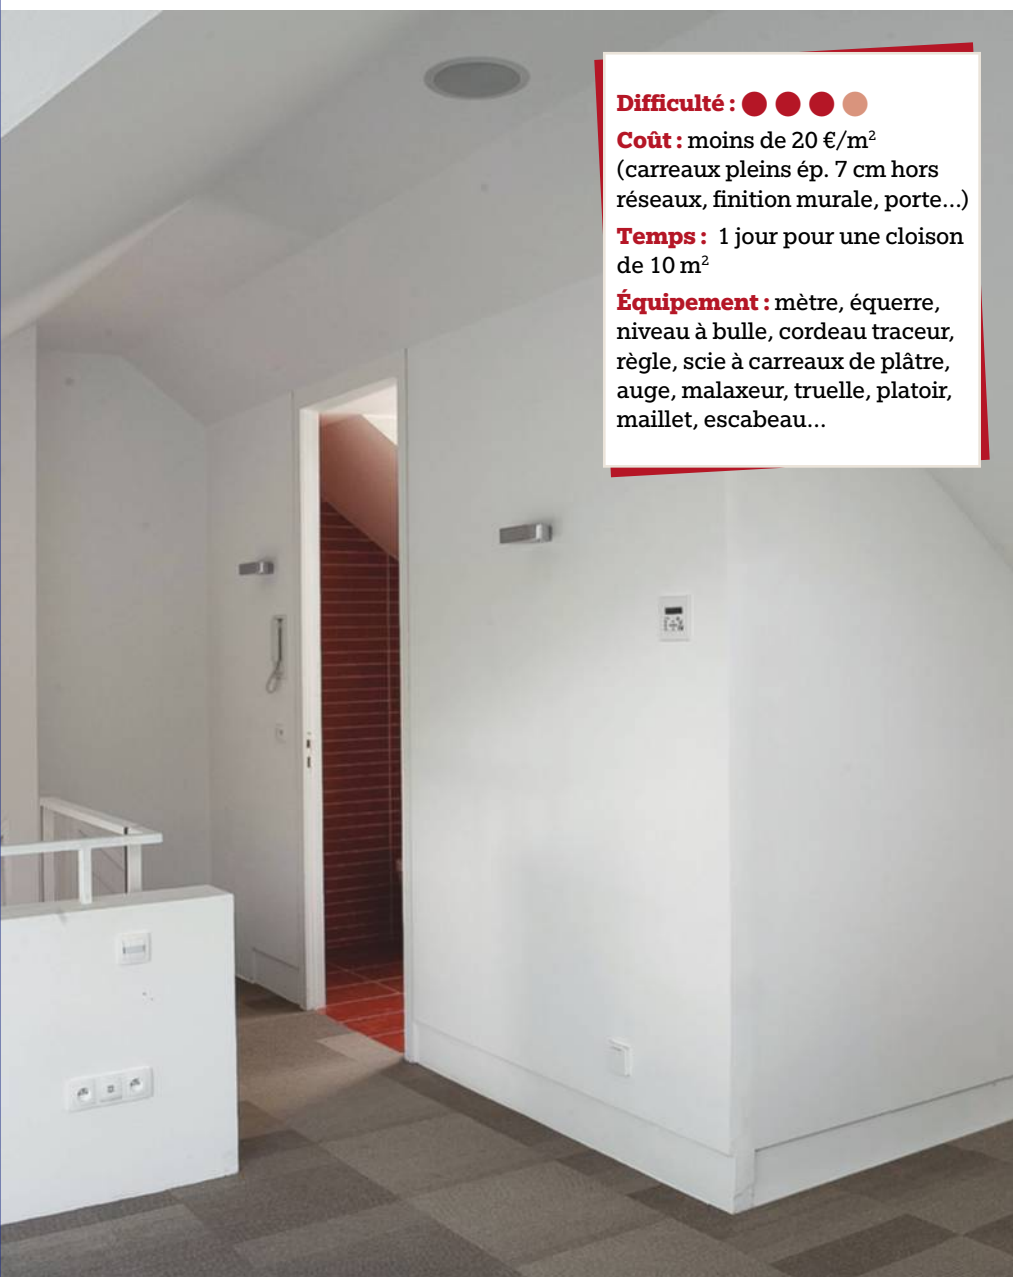 Difficulté :
Coût : moins de 20 €/m²
(carreaux pleins ép. 7 cm hors
réseaux, finition murale, porte…)
Temps : 1 jour pour une cloison
de 10 m²
Équipement : mètre, équerre,
niveau à bulle, cordeau traceur,
règle, scie à carreaux de plâtre,
auge, malaxeur, truelle, platoir,
maillet, escabeau…